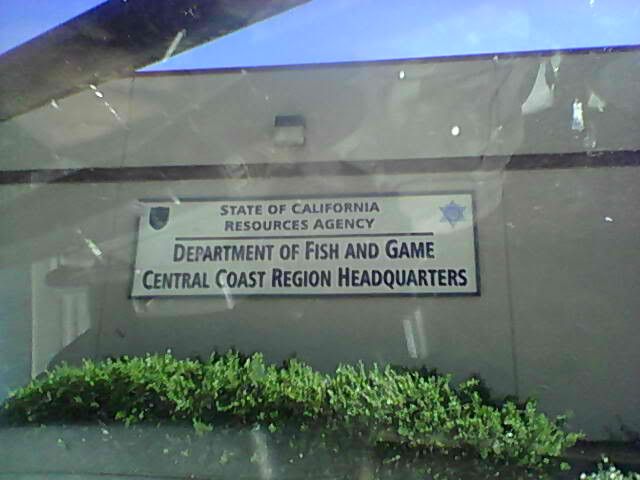 STATE OF CALIFORNIA
RESOURCES AGENCY
DEPARTMENT OF FISH AND GAME
CENTRAL COAST REGION HEADQUARTERS